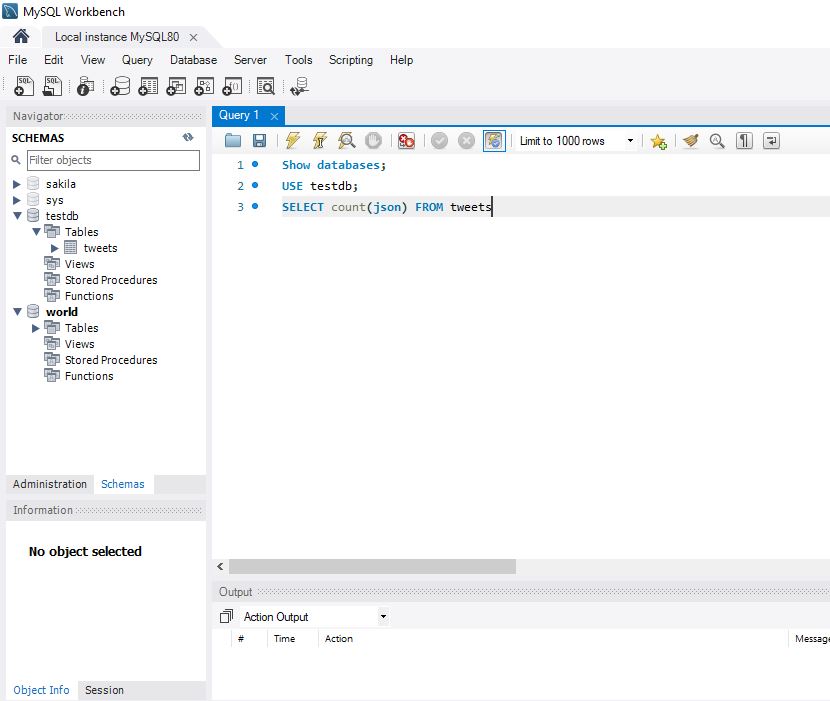 MySQL Workbench
Local instance MySQL80
File Edit View Query Database Server Tools Scripting Help
Navigator
SCHEMAS
Filter objects
sakila
sys
testdb
Tables
tweets
Views
Stored Procedures
Functions
world
Tables
Views
Stored Procedures
Functions
Administration Schemas
Information
No object selected
Object Info Session
Query 1
Limit to 1000 rows
1 Show databases;
2 USE testdb;
3 SELECT count(json) FROM tweets
Output
Action Output
# Time Action Message